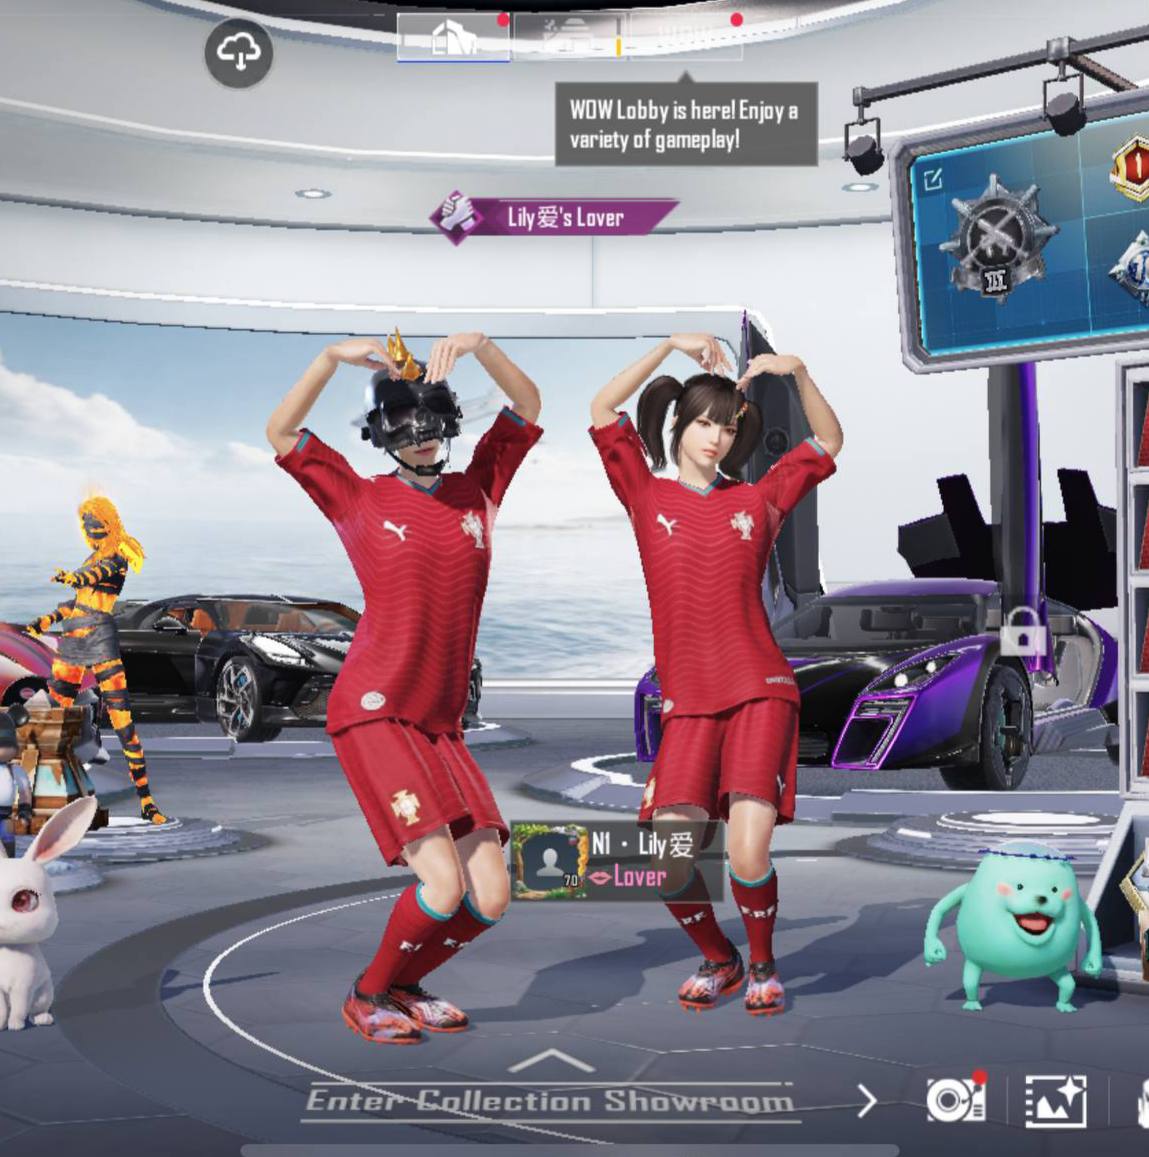 WOW Lobby is here! Enjoy a
variety of gameplay!
Lily爱's Lover
III
N1 · Lily爱
70
Lover
Enter Collection Showroom